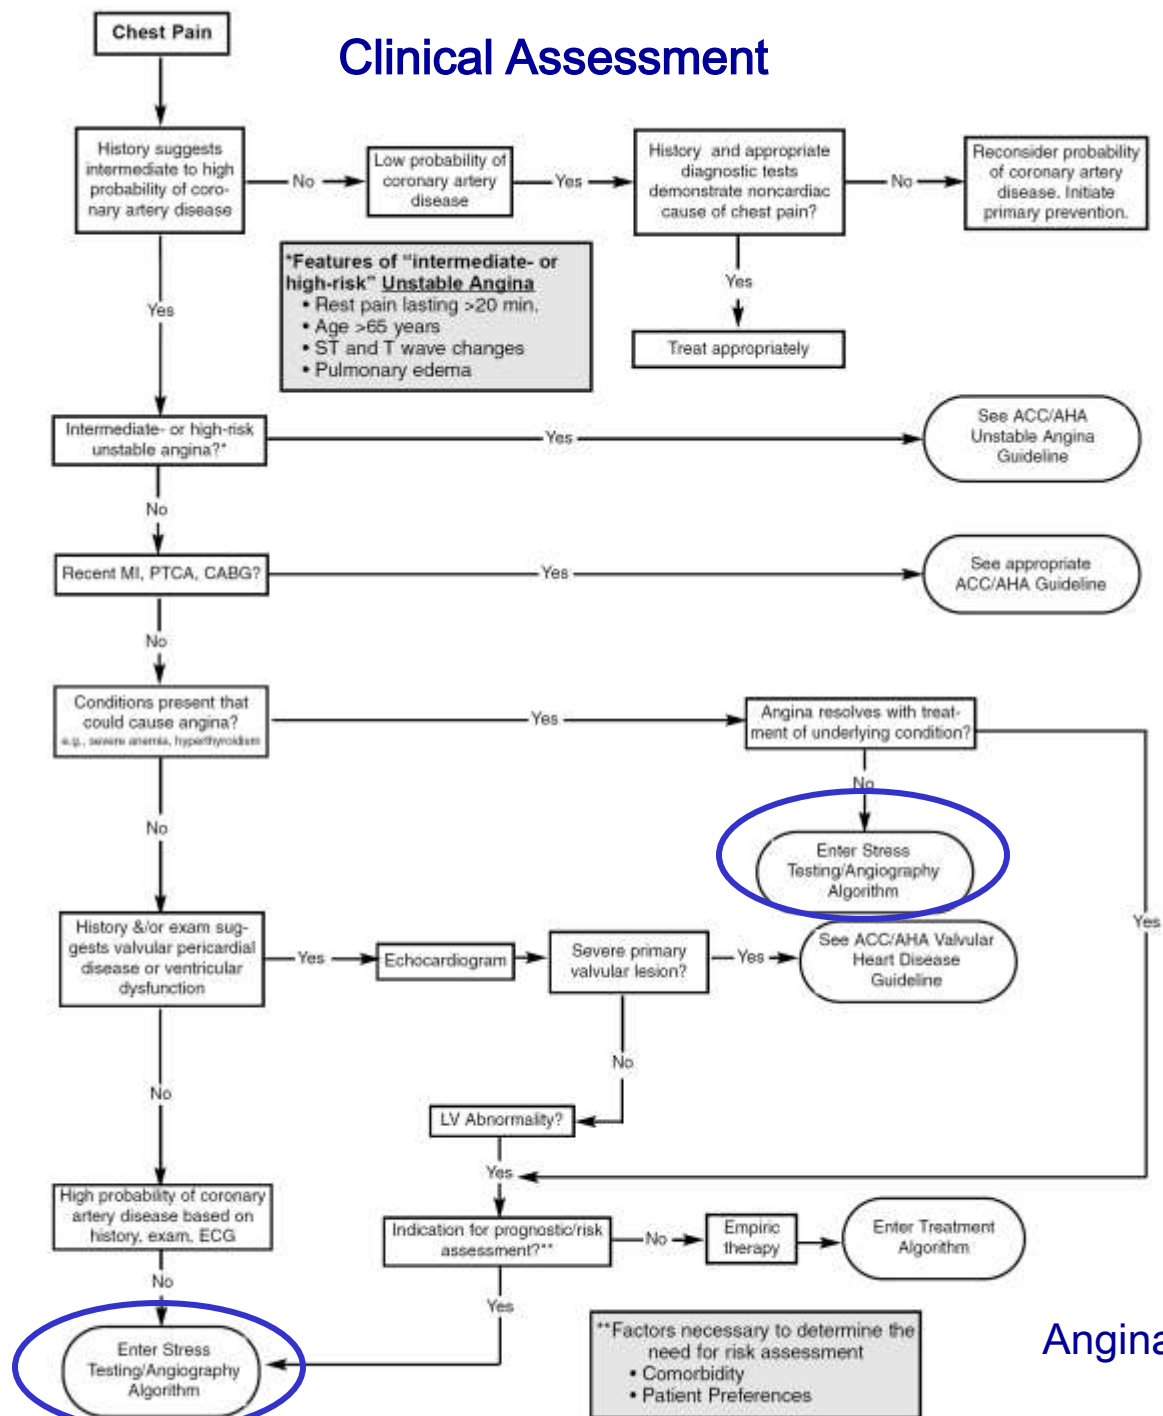 Chest Pain
Clinical Assessment
History suggests
intermediate to high
probability of coro-
nary artery disease
No
Low probability of
coronary artery
disease
Yes
History and appropriate
diagnostic tests
demonstrate noncardiac
cause of chest pain?
No
Reconsider probability
of coronary artery
disease. Initiate
primary prevention.
*Features of "intermediate- or
high-risk" Unstable Angina
• Rest pain lasting >20 min.
• Age >65 years
• ST and T wave changes
• Pulmonary edema
Yes
Treat appropriately
Yes
Intermediate- or high-risk
unstable angina?*
Yes
See ACC/AHA
Unstable Angina
Guideline
No
Recent MI, PTCA, CABG?
Yes
See appropriate
ACC/AHA Guideline
No
Conditions present that
could cause angina?
e.g., severe anemia, hyperthyroidism
Yes
Angina resolves with treat-
ment of underlying condition?
No
Enter Stress
Testing/Angiography
Algorithm
Yes
No
History &/or exam sug-
gests valvular pericardial
disease or ventricular
dysfunction
Yes
Echocardiogram
Severe primary
valvular lesion?
Yes
See ACC/AHA Valvular
Heart Disease
Guideline
No
LV Abnormality?
Yes
No
High probability of coronary
artery disease based on
history, exam, ECG
Indication for prognostic/risk
assessment?**
No
Empiric
therapy
Enter Treatment
Algorithm
No
Yes
Enter Stress
Testing/Angiography
Algorithm
**Factors necessary to determine the
need for risk assessment
• Comorbidity
• Patient Preferences
Angina